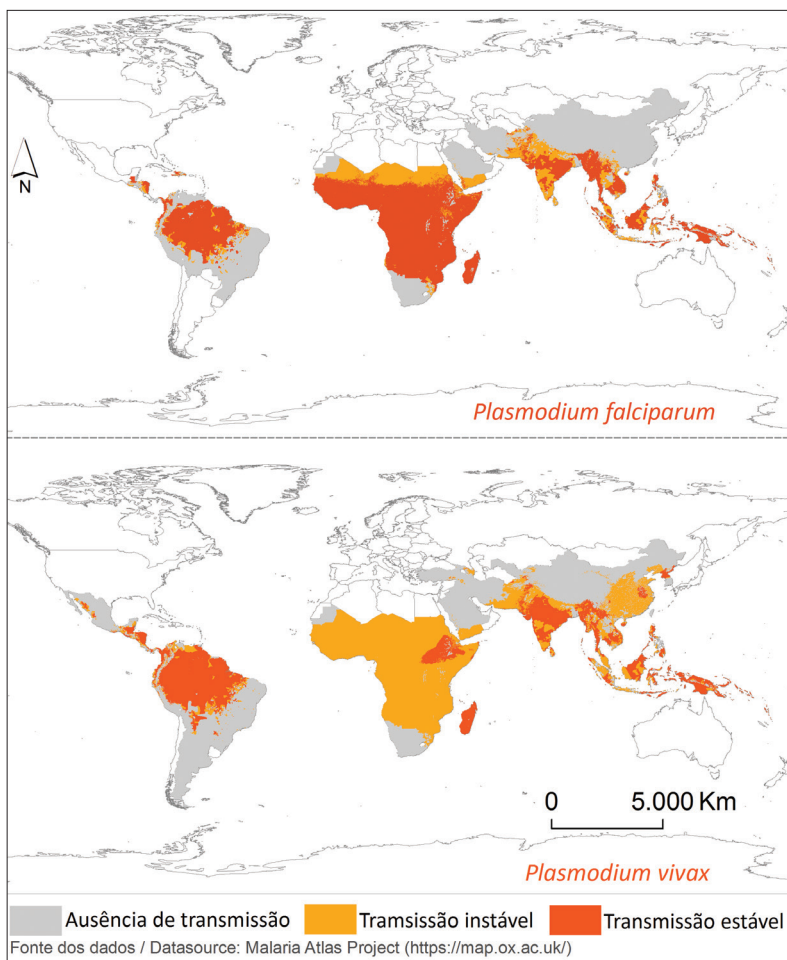 N
Plasmodium falciparum
0 5.000 Km
Plasmodium vivax
Ausência de transmissão Tramsissão instável Transmissão estável
Fonte dos dados / Datasource: Malaria Atlas Project (https://map.ox.ac.uk/)